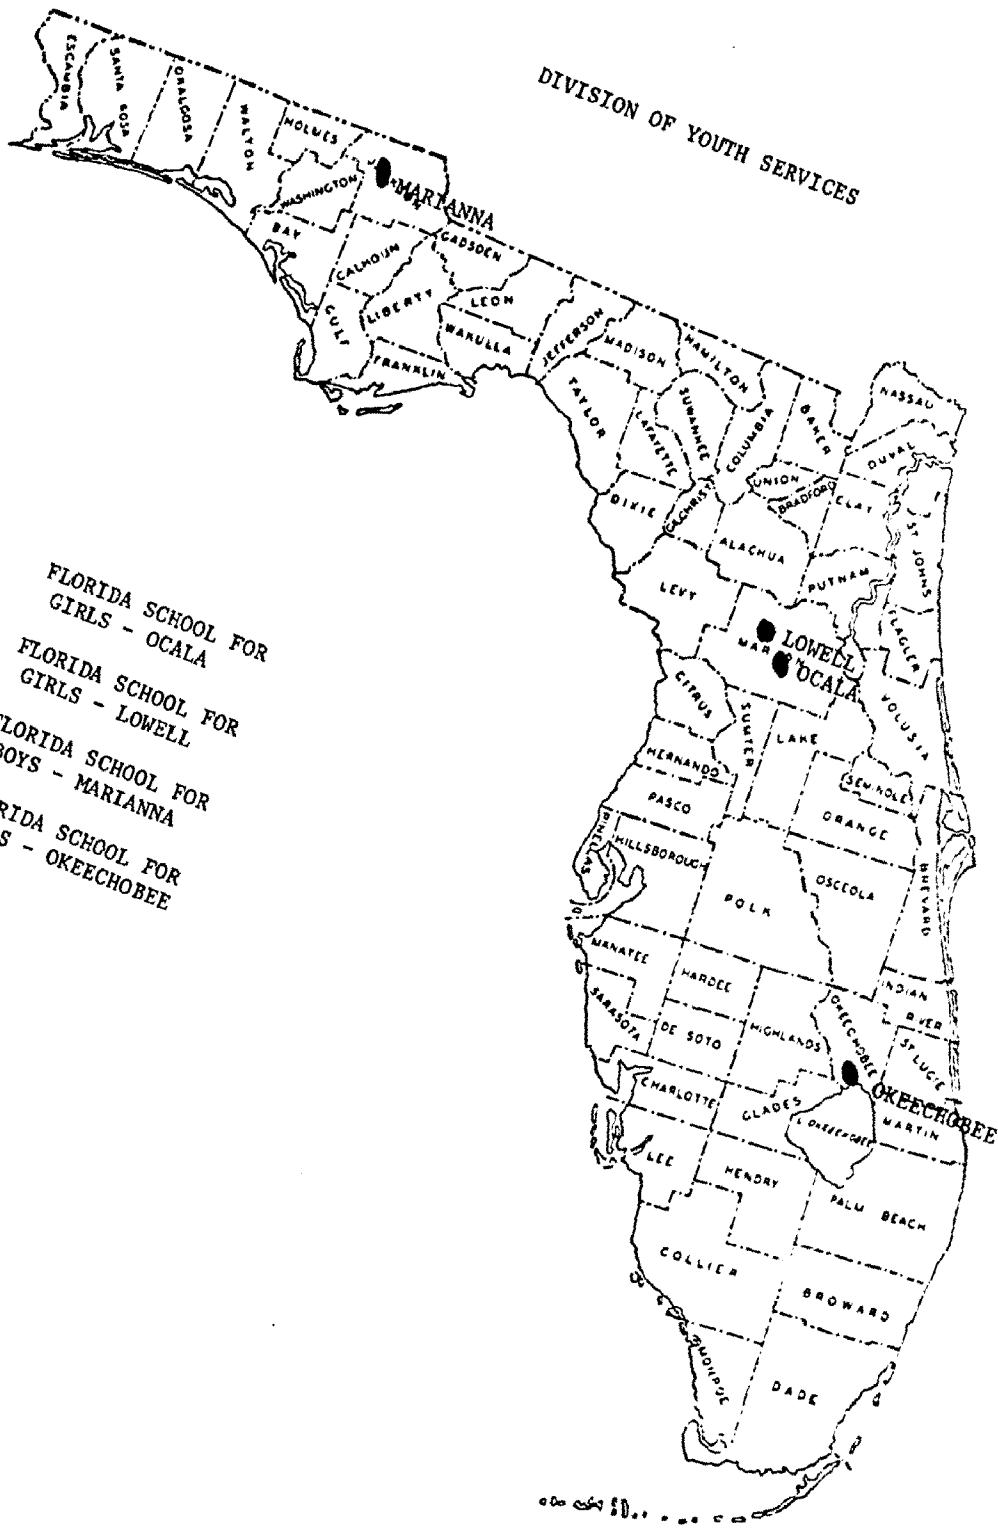 DIVISION OF YOUTH SERVICES
ESCAMBIA
SANTA ROSA
OKALOOSA
WALTON
HOLMES
WASHINGTON
MARIANNA
BAY
GADSDEN
CALHOUN
GULF
LIBERTY
LEON
WAKULLA
FRANKLIN
JEFFERSON
MADISON
HAMILTON
TAYLOR
LAFAYETTE
SUWANNEE
COLUMBIA
BAKER
NASSAU
DUVAL
DIXIE
GILCHRIST
UNION
BRADFORD
CLAY
ST JOHNS
ALACHUA
PUTNAM
LEVY
FLAGLER
MARION
LOWELL
OCALA
CITRUS
SUMTER
LAKE
VOLUSIA
HERNANDO
SEMINOLE
PASCO
ORANGE
PINELLAS
HILLSBOROUGH
OSCEOLA
BREVARD
POLK
MANATEE
HARDEE
INDIAN
RIVER
SARASOTA
DE SOTO
HIGHLANDS
OKEECHOBEE
ST LUCIE
OKEECHOBEE
CHARLOTTE
GLADES
L OKEECHOBEE
MARTIN
LEE
HENDRY
PALM BEACH
COLLIER
BROWARD
MONROE
DADE
FLORIDA SCHOOL FOR
GIRLS - OCALA
FLORIDA SCHOOL FOR
GIRLS - LOWELL
LORIDA SCHOOL FOR
BOYS - MARIANNA
RIDA SCHOOL FOR
S - OKEECHOBEE